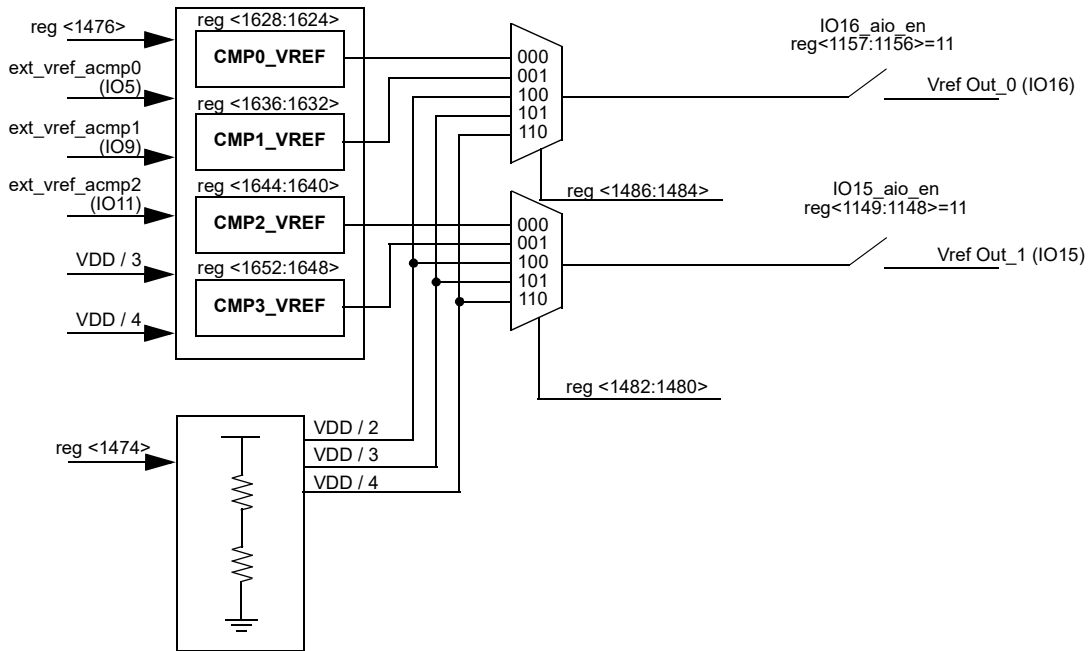 reg <1476>
ext_vref_acmp0
(IO5)
ext_vref_acmp1
(IO9)
ext_vref_acmp2
(IO11)
VDD / 3
VDD / 4
reg <1628:1624>
CMP0_VREF
reg <1636:1632>
CMP1_VREF
reg <1644:1640>
CMP2_VREF
reg <1652:1648>
CMP3_VREF
000
001
100
101
110
reg <1486:1484>
IO16_aio_en
reg<1157:1156>=11
Vref Out_0 (IO16)
000
001
100
101
110
reg <1482:1480>
IO15_aio_en
reg<1149:1148>=11
Vref Out_1 (IO15)
reg <1474>
VDD / 2
VDD / 3
VDD / 4